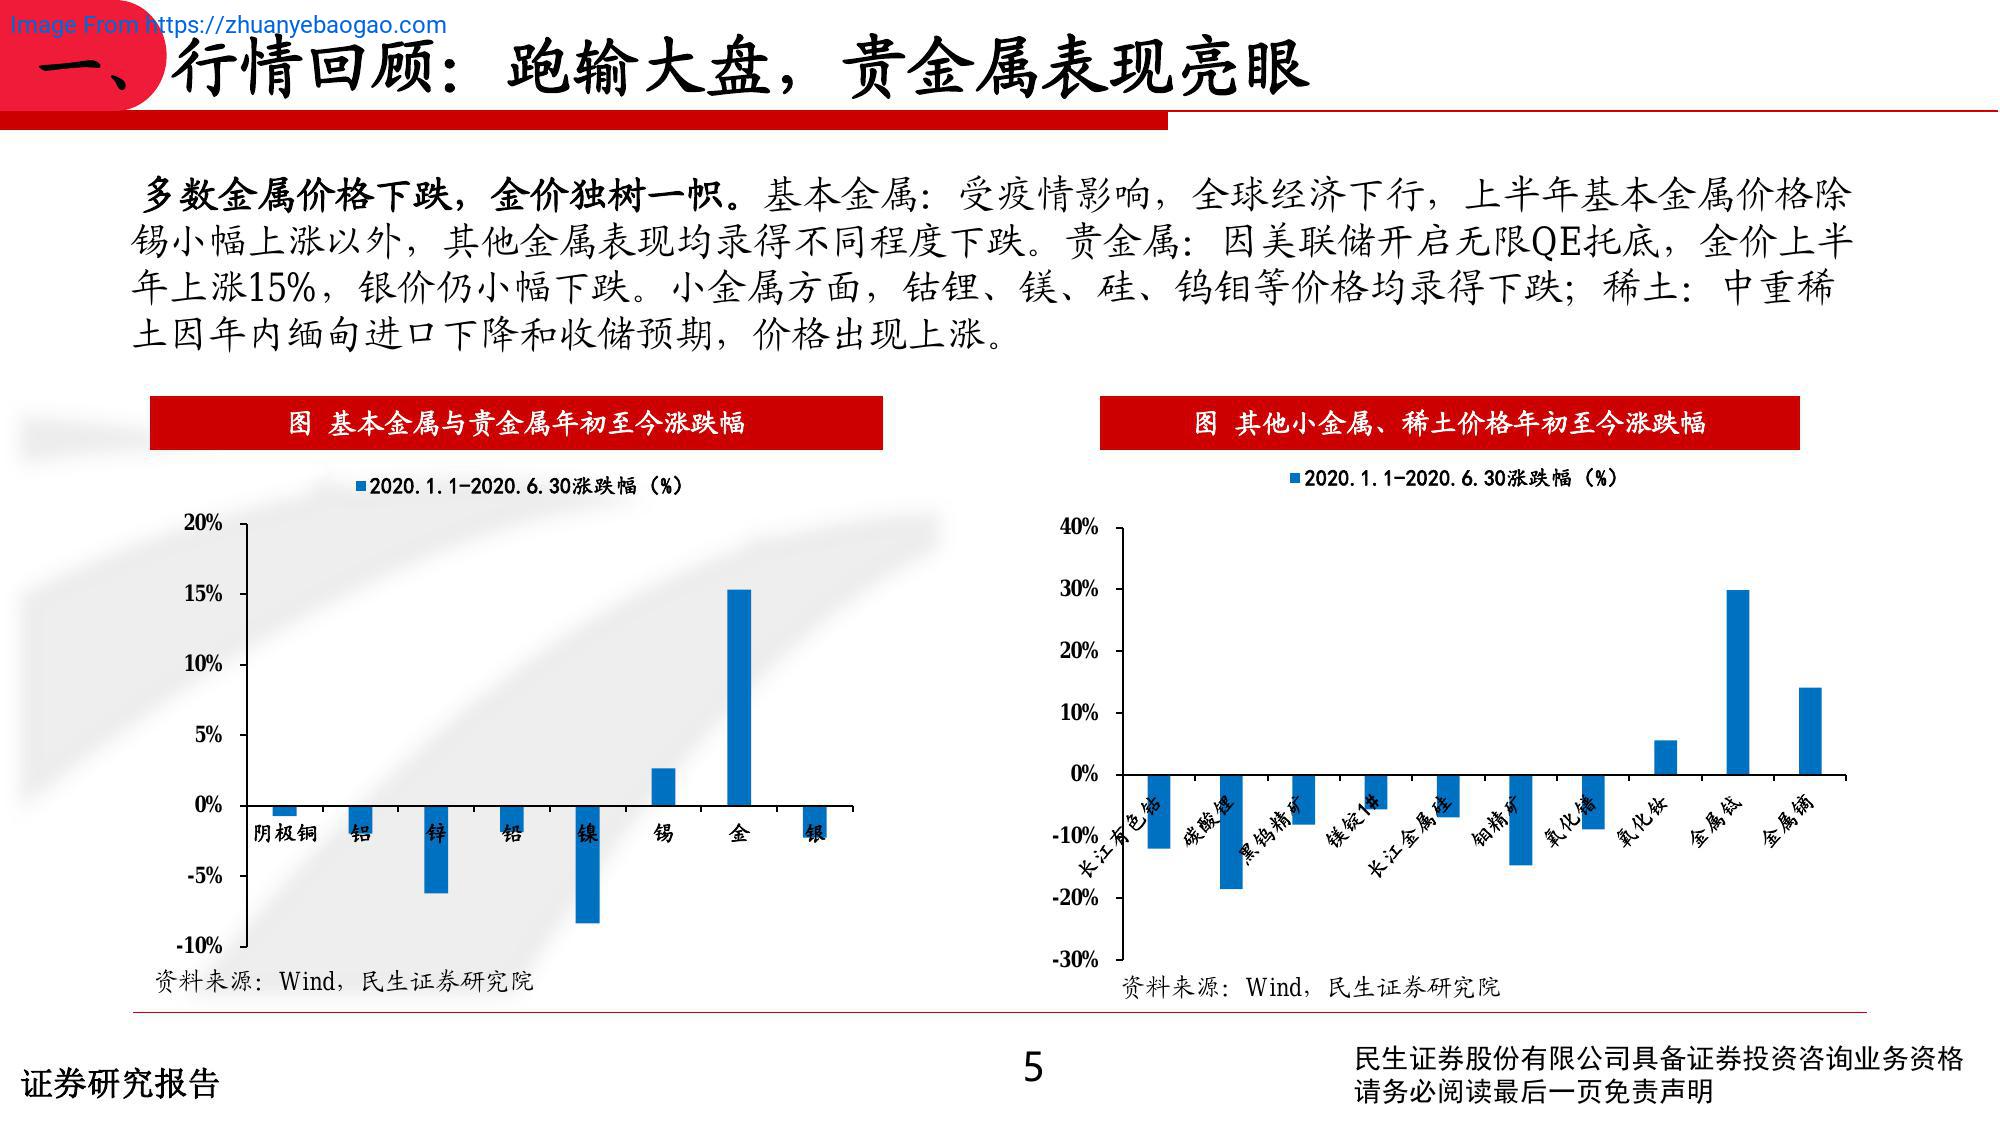 Image From https://zhuanyebaogao.com
一、行情回顾：跑输大盘，贵金属表现亮眼
多数金属价格下跌，金价独树一帜。基本金属：受疫情影响，全球经济下行，上半年基本金属价格除
锡小幅上涨以外，其他金属表现均录得不同程度下跌。贵金属：因美联储开启无限QE托底，金价上半
年上涨15%，银价仍小幅下跌。小金属方面，钴锂、镁、硅、钨钼等价格均录得下跌；稀土：中重稀
土因年内缅甸进口下降和收储预期，价格出现上涨。
图 基本金属与贵金属年初至今涨跌幅
2020.1.1-2020.6.30涨跌幅（%）
20%
15%
10%
5%
0%
-5%
-10%
阴极铜
铝
锌
铅
镍
锡
金
银
资料来源：Wind，民生证券研究院
图 其他小金属、稀土价格年初至今涨跌幅
2020.1.1-2020.6.30涨跌幅（%）
40%
30%
20%
10%
0%
-10%
-20%
-30%
长江有色钴
碳酸锂
黑钨精矿
镁锭1#
长江金属硅
钼精矿
氧化镨
氧化钕
金属铽
金属镝
资料来源：Wind，民生证券研究院
证券研究报告
5
民生证券股份有限公司具备证券投资咨询业务资格
请务必阅读最后一页免责声明